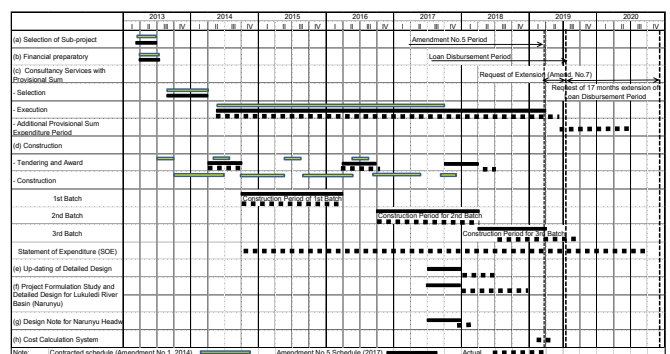 2013 2014 2015 2016 2017 2018 2019 2020
I II III IV I II III IV I II III IV I II III IV I II III IV I II III IV I II III IV I II III IV
(a) Selection of Sub-project
Amendment No.5 Period
(b) Financial preparatory
Loan Disbursement Period
(c) Consultancy Services with
Provisional Sum
Request of Extension (Amend. No.7)
- Selection
Request of 17 months extension of
Loan Disbursement Period
- Execution
- Additional Provisional Sum
Expenditure Period
(d) Construction
- Tendering and Award
- Construction
1st Batch
Construction Period of 1st Batch
2nd Batch
Construction Period for 2nd Batch
3rd Batch
Construction Period for 3rd Batch
Statement of Expenditure (SOE)
(e) Up-dating of Detailed Design
(f) Project Formulation Study and
Detailed Design for Lukuledi River
Basin (Narunyu)
(g) Design Note for Narunyu Headw
(h) Cost Calculation System
Note: Contracted schedule (Amendment No.1, 2014) Amendment No.5 Schedule (2017) Actual